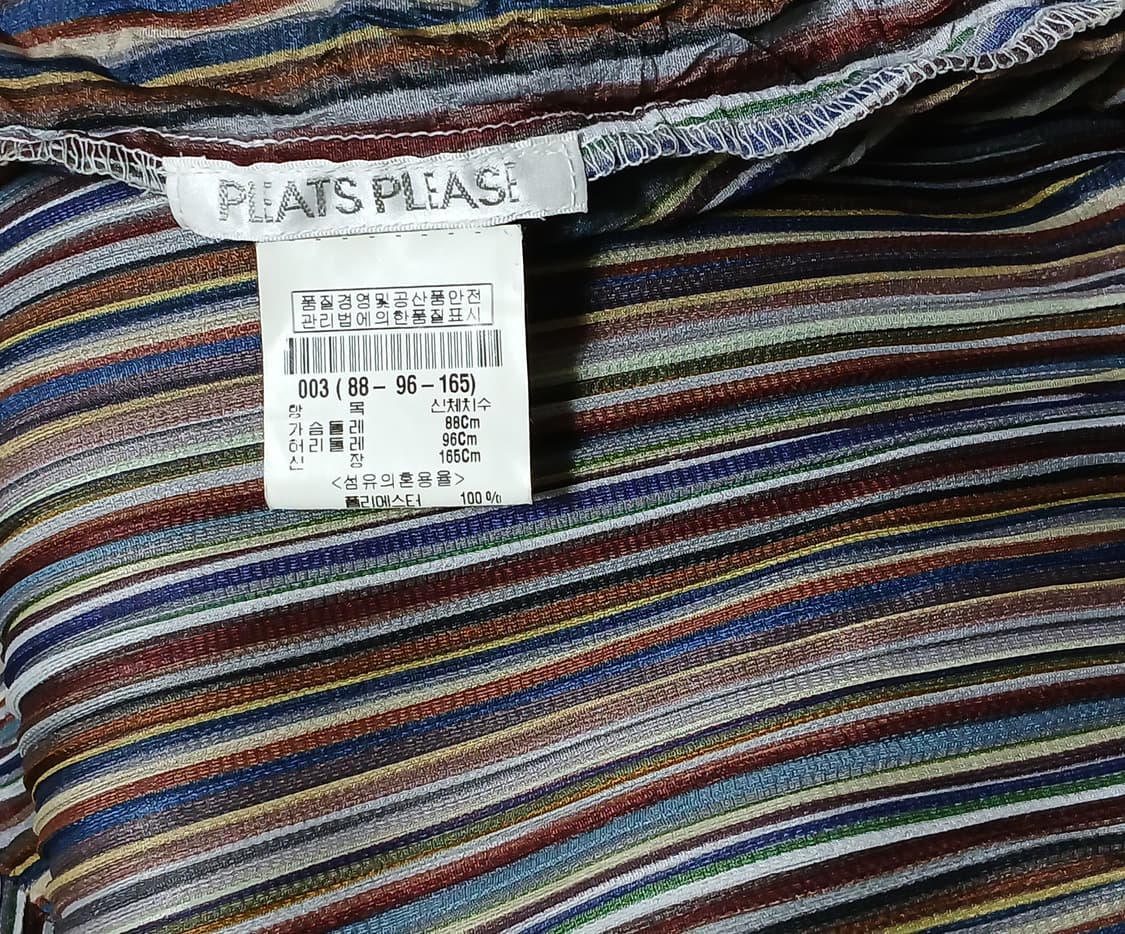 PLEATS PLEASE
품질경영및공산품안전
관리법에의한품질표시
003 ( 88 – 96 – 165)
항 목 신체치수
가슴둘레 88Cm
허리둘레 96Cm
신 장 165Cm
<섬유의혼용율>
폴리에스터 100 %